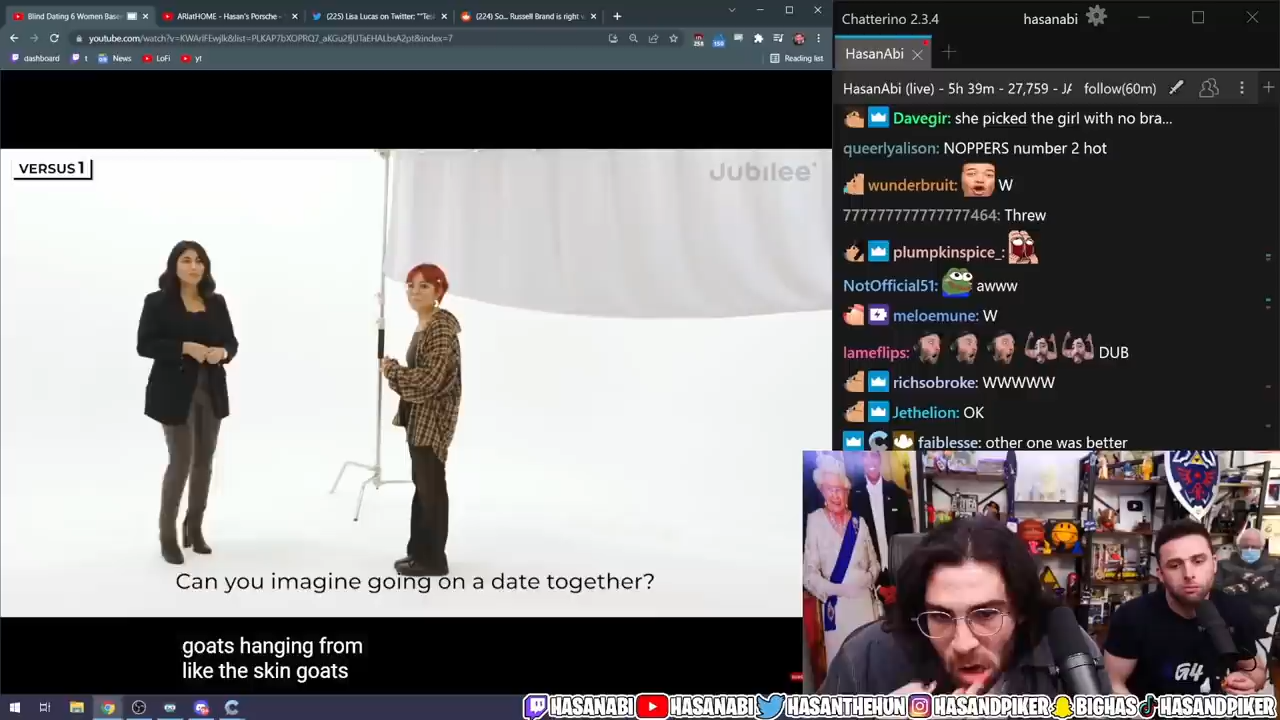 Blind Dating 6 Women Based
ARIatHOME - Hasan's Porsche -
(225) Lisa Lucas on Twitter: "
(224) So... Russell Brand is right
youtube.com/watch?v=KWArIFEwjlk&list=PLKAP7bXOPRQ7_aKGu2fjUTaEHALbsA2pt&index=7
dashboard
t
News
LoFi
yt
Reading list
VERSUS 1
Jubilee
Can you imagine going on a date together?
goats hanging from
like the skin goats
Chatterino 2.3.4
hasanabi
HasanAbi
HasanAbi (live) - 5h 39m - 27,759 - JA
follow(60m)
Davegir: she picked the girl with no bra...
queerlyalison: NOPPERS number 2 hot
wunderbruit: W
777777777777777464: Threw
plumpkinspice_:
NotOfficial51: awww
meloemune: W
lameflips: DUB
richsobroke: WWWWW
Jethelion: OK
faiblesse: other one was better
G4
HASANABI
HASANABI
HASANTHEHUN
HASANDPIKER
BIGHAS
HASANDPIKER